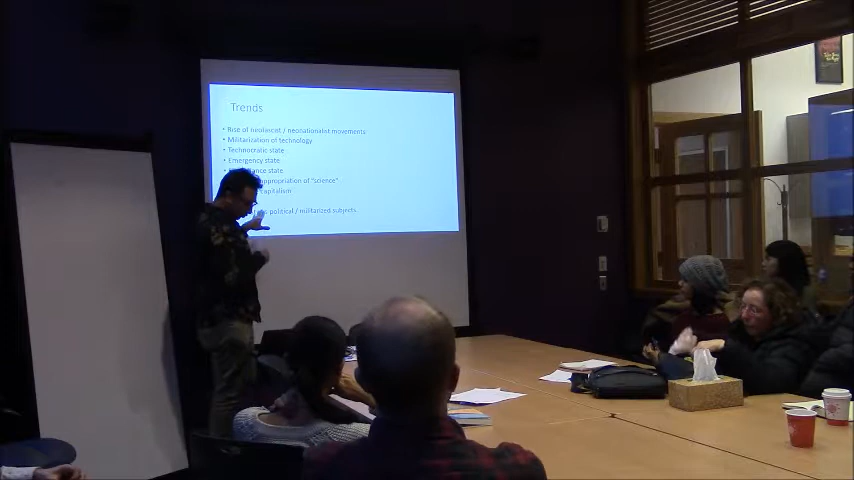 Trends
• Rise of neofascist / neonationalist movements
• Militarization of technology
• Technocratic state
• Emergency state
state
appropriation of "science"
capitalism
political / militarized subjects.